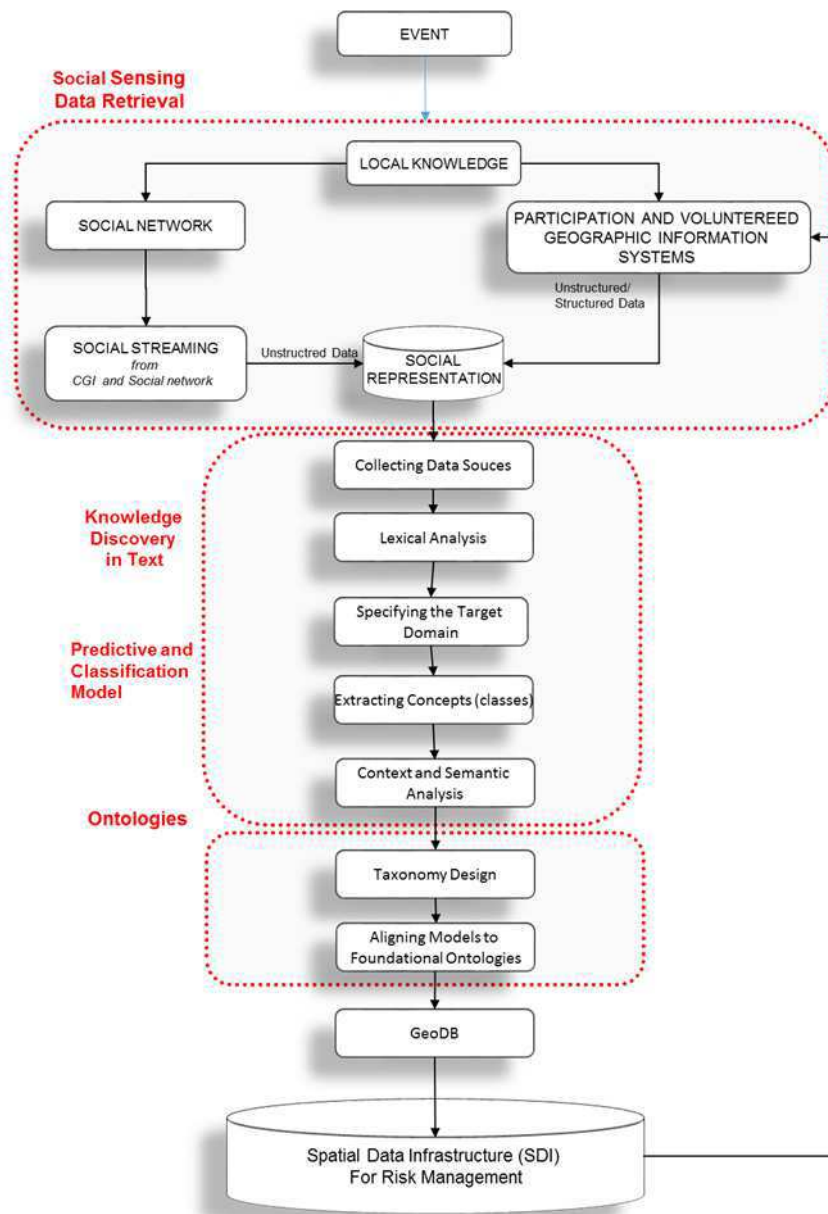 EVENT
Social Sensing
Data Retrieval
LOCAL KNOWLEDGE
SOCIAL NETWORK
PARTICIPATION AND VOLUNTEREED
GEOGRAPHIC INFORMATION
SYSTEMS
Unstructured/
Structured Data
SOCIAL STREAMING
from
CGI and Social network
Unstructred Data
SOCIAL
REPRESENTATION
Collecting Data Souces
Knowledge
Discovery
in Text
Lexical Analysis
Specifying the Target
Domain
Predictive and
Classification
Model
Extracting Concepts (classes)
Context and Semantic
Analysis
Ontologies
Taxonomy Design
Aligning Models to
Foundational Ontologies
GeoDB
Spatial Data Infrastructure (SDI)
For Risk Management